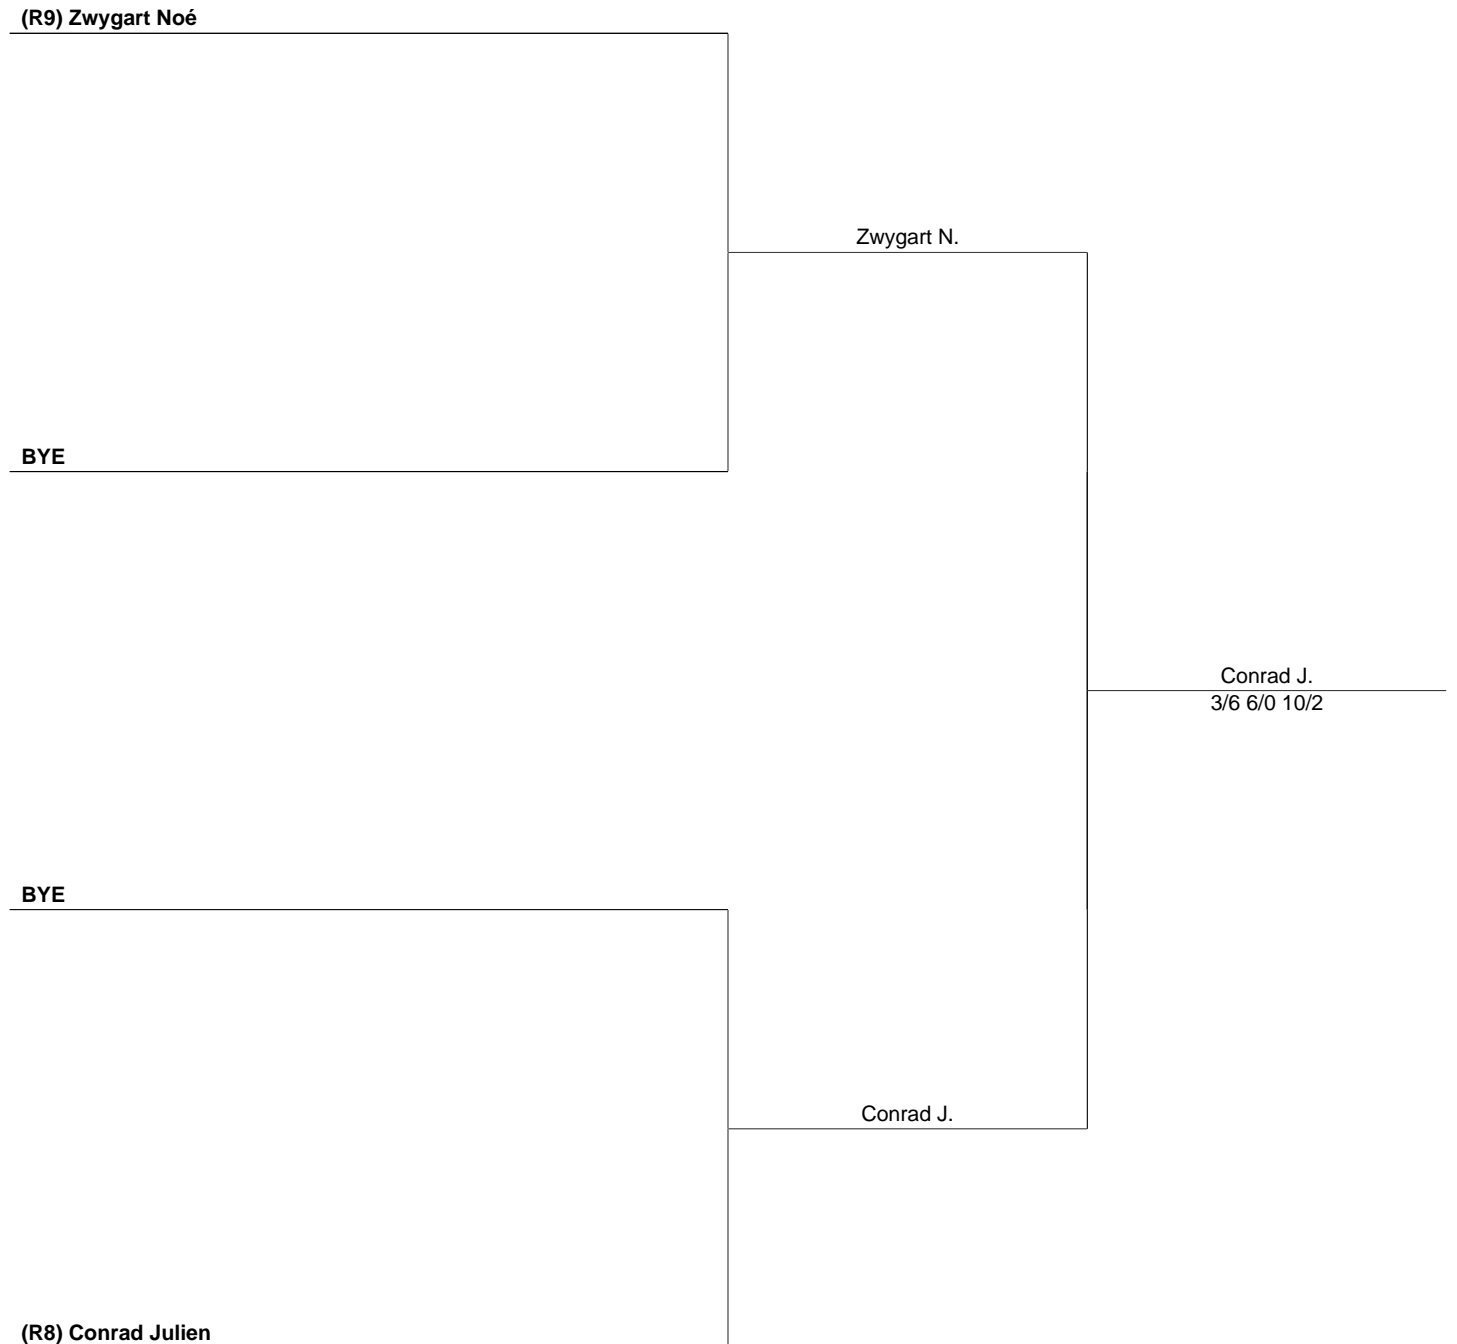 (R9) Zwygart Noé
Zwygart N.
BYE
Conrad J.
3/6 6/0 10/2
BYE
Conrad J.
(R8) Conrad Julien